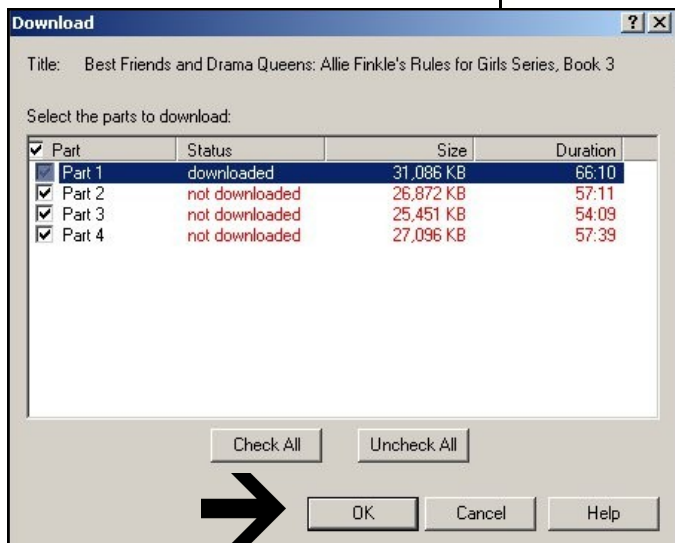 Download
Title: Best Friends and Drama Queens: Allie Finkle's Rules for Girls Series, Book 3
Select the parts to download:
Part Status Size Duration
Part 1 downloaded 31,086 KB 66:10
Part 2 not downloaded 26,872 KB 57:11
Part 3 not downloaded 25,451 KB 54:09
Part 4 not downloaded 27,096 KB 57:39
Check All Uncheck All
OK Cancel Help